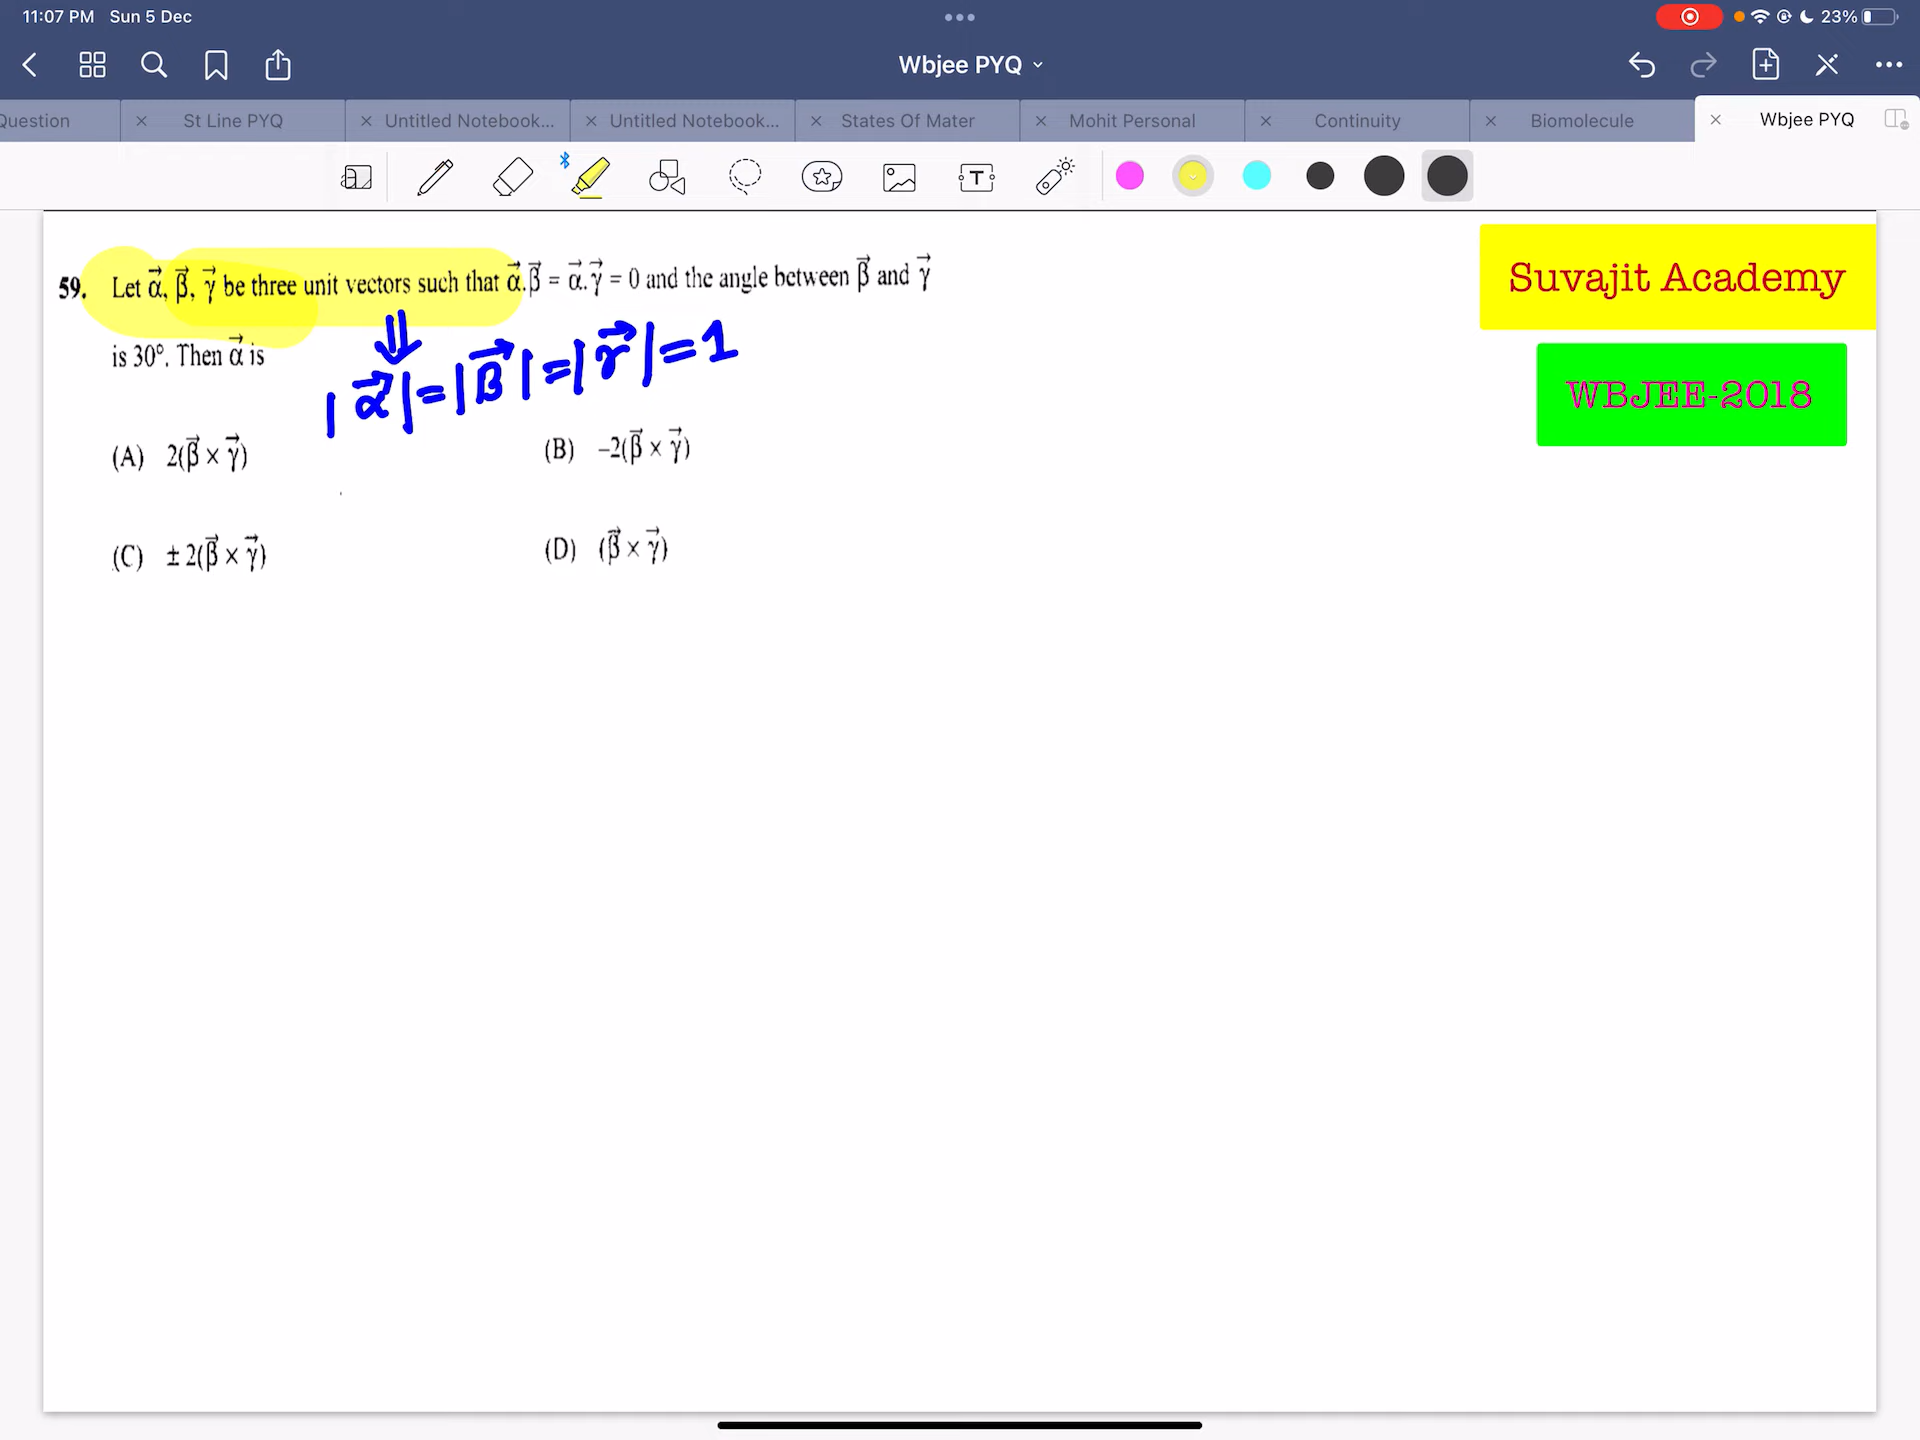 11:07 PM Sun 5 Dec
23%
Wbjee PYQ
Question
St Line PYQ
Untitled Notebook...
Untitled Notebook...
States Of Mater
Mohit Personal
Continuity
Biomolecule
Wbjee PYQ
59. Let α⃗, β⃗, γ⃗ be three unit vectors such that α⃗.β⃗ = α⃗.γ⃗ = 0 and the angle between β⃗ and γ⃗
is 30°. Then α⃗ is
⇓
|α⃗|=|β⃗|=|γ⃗|=1
(A) 2(β⃗ × γ⃗)
(B) –2(β⃗ × γ⃗)
(C) ± 2(β⃗ × γ⃗)
(D) (β⃗ × γ⃗)
Suvajit Academy
WBJEE-2018